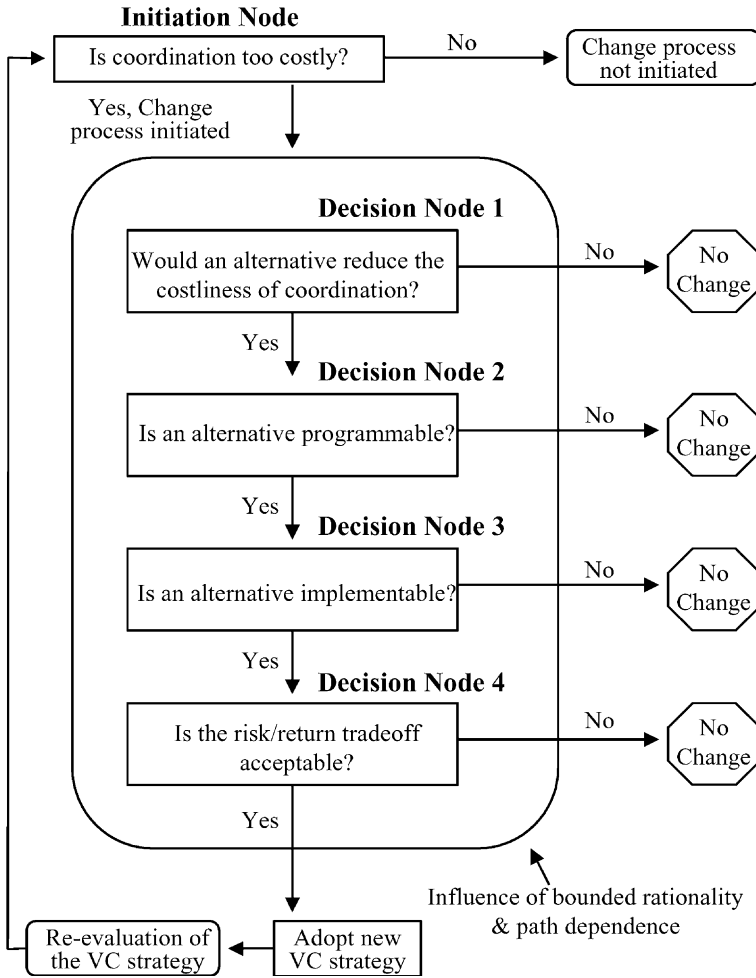 Initiation Node
Is coordination too costly?
No
Change process
not initiated
Yes, Change
process initiated
Decision Node 1
Would an alternative reduce the
costliness of coordination?
No
No
Change
Yes
Decision Node 2
Is an alternative programmable?
No
No
Change
Yes
Decision Node 3
Is an alternative implementable?
No
No
Change
Yes
Decision Node 4
Is the risk/return tradeoff
acceptable?
No
No
Change
Yes
Influence of bounded rationality
& path dependence
Adopt new
VC strategy
Re-evaluation of
the VC strategy